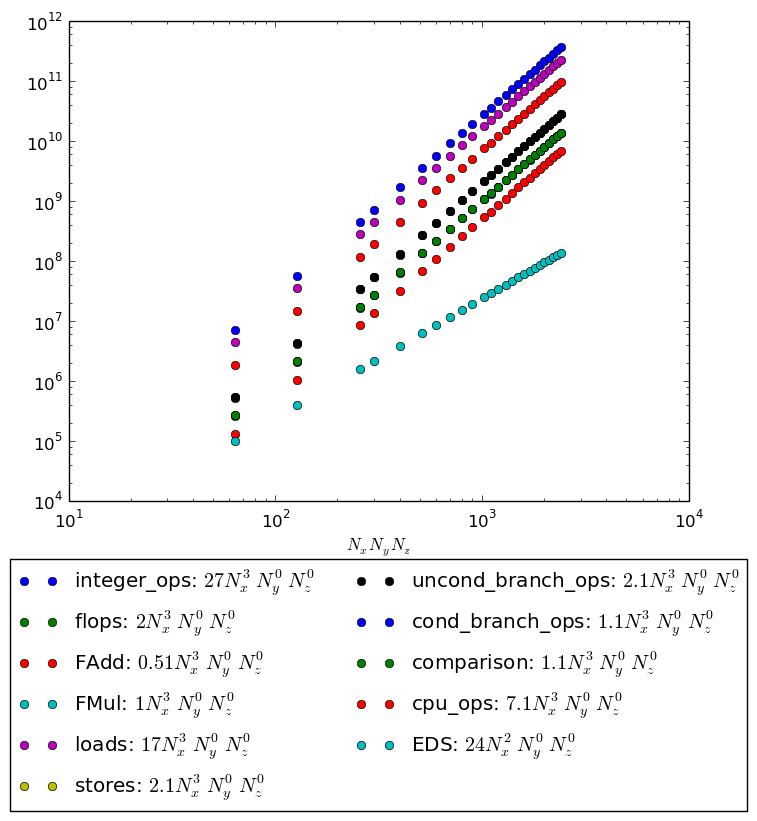 10^12
10^11
10^10
10^9
10^8
10^7
10^6
10^5
10^4
10^1 10^2 10^3 10^4
N_x N_y N_z
integer_ops: 27N_x^3 N_y^0 N_z^0
flops: 2N_x^3 N_y^0 N_z^0
FAdd: 0.51N_x^3 N_y^0 N_z^0
FMul: 1N_x^3 N_y^0 N_z^0
loads: 17N_x^3 N_y^0 N_z^0
stores: 2.1N_x^3 N_y^0 N_z^0
uncond_branch_ops: 2.1N_x^3 N_y^0 N_z^0
cond_branch_ops: 1.1N_x^3 N_y^0 N_z^0
comparison: 1.1N_x^3 N_y^0 N_z^0
cpu_ops: 7.1N_x^3 N_y^0 N_z^0
EDS: 24N_x^2 N_y^0 N_z^0